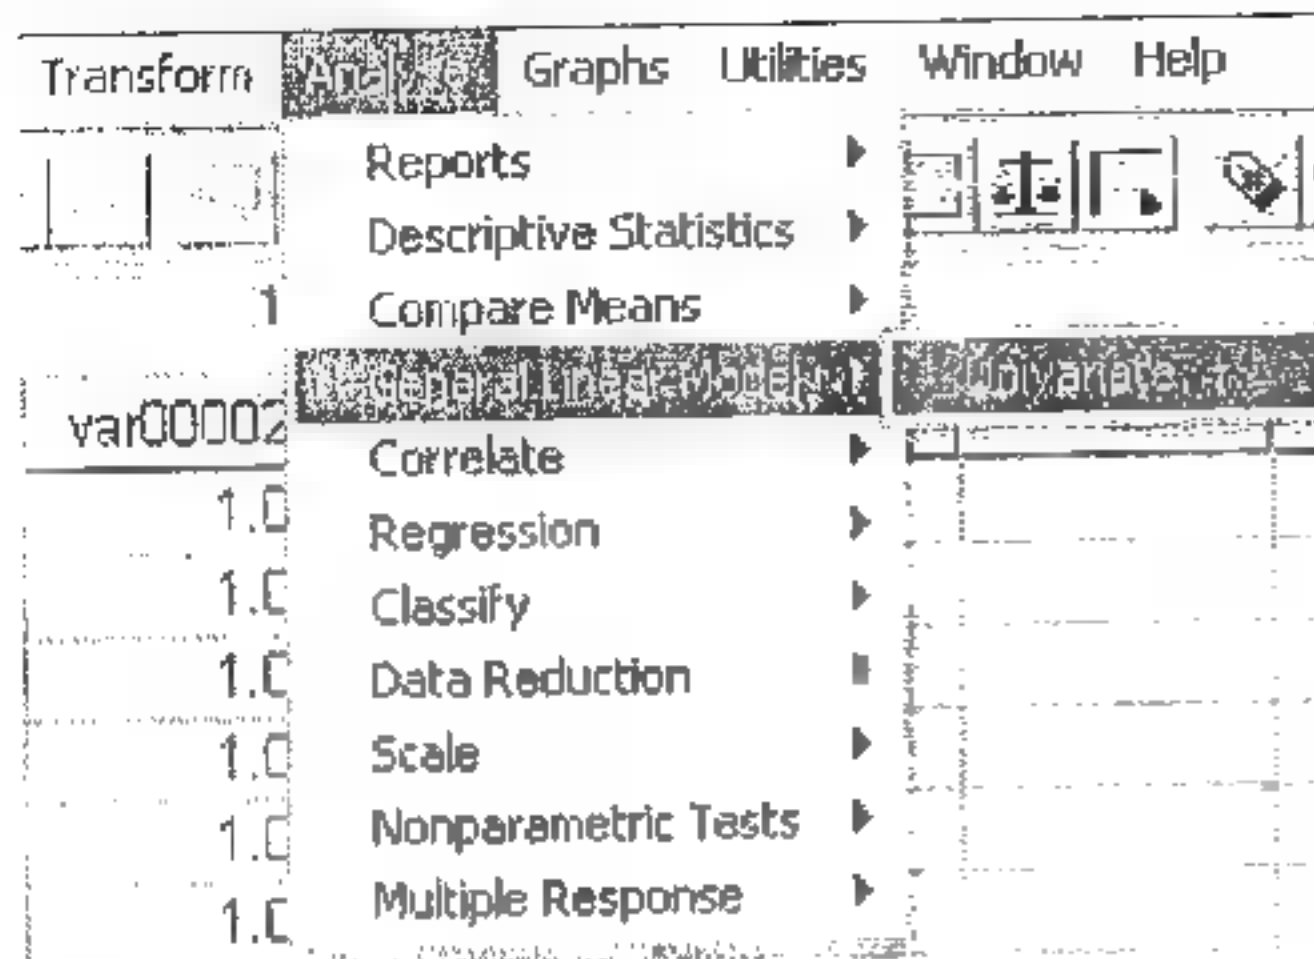 Transform Analyze Graphs Utilities Window Help
Reports
Descriptive Statistics
1 Compare Means
General Linear Model Univariate...
var00002
Correlate
1.0
Regression
1.0 Classify
1.0 Data Reduction
1.0 Scale
1.0 Nonparametric Tests
1.0 Multiple Response